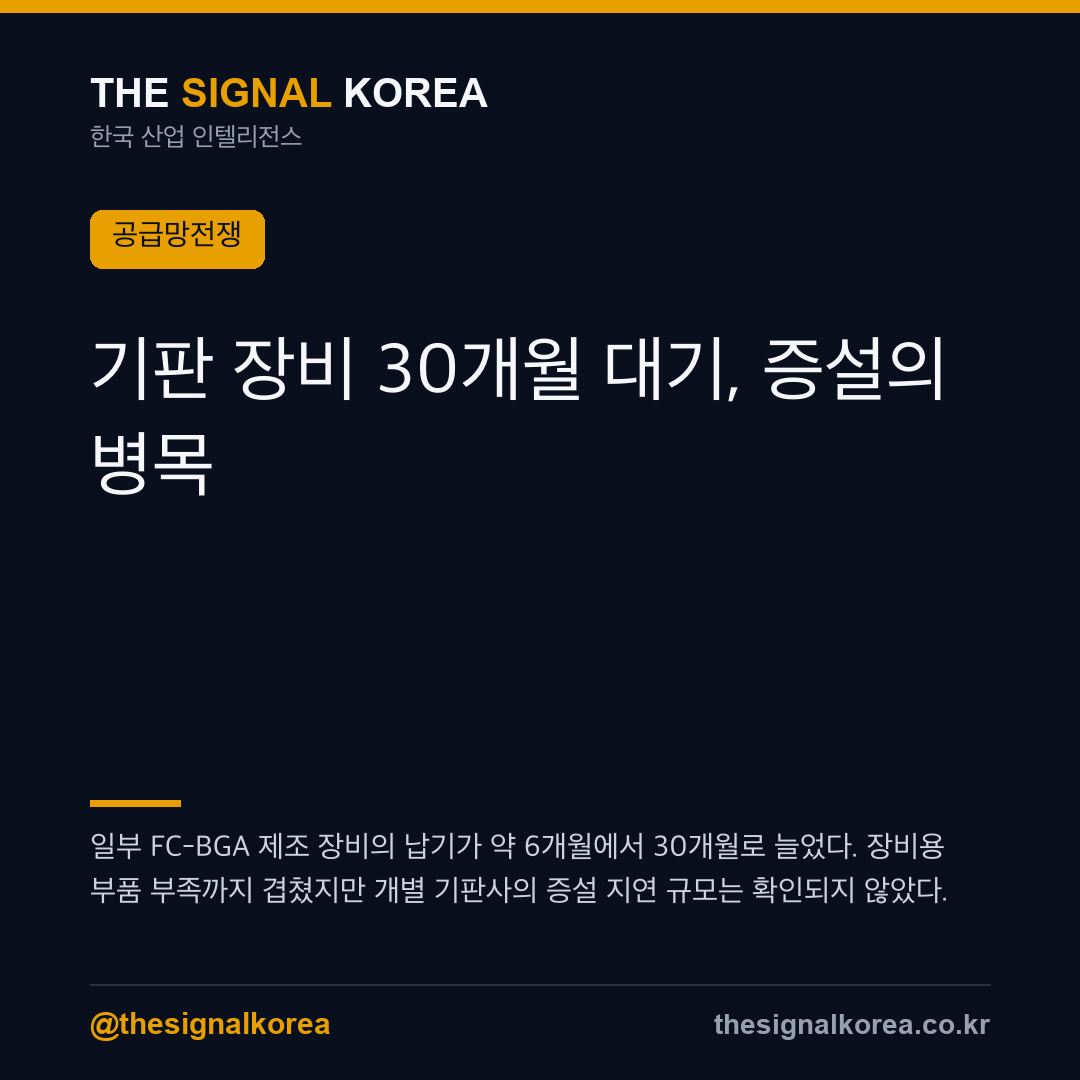 THE SIGNAL KOREA
한국 산업 인텔리전스
공급망전쟁
기판 장비 30개월 대기, 증설의
병목
일부 FC-BGA 제조 장비의 납기가 약 6개월에서 30개월로 늘었다. 장비용
부품 부족까지 겹쳤지만 개별 기판사의 증설 지연 규모는 확인되지 않았다.
@thesignalkorea
thesignalkorea.co.kr